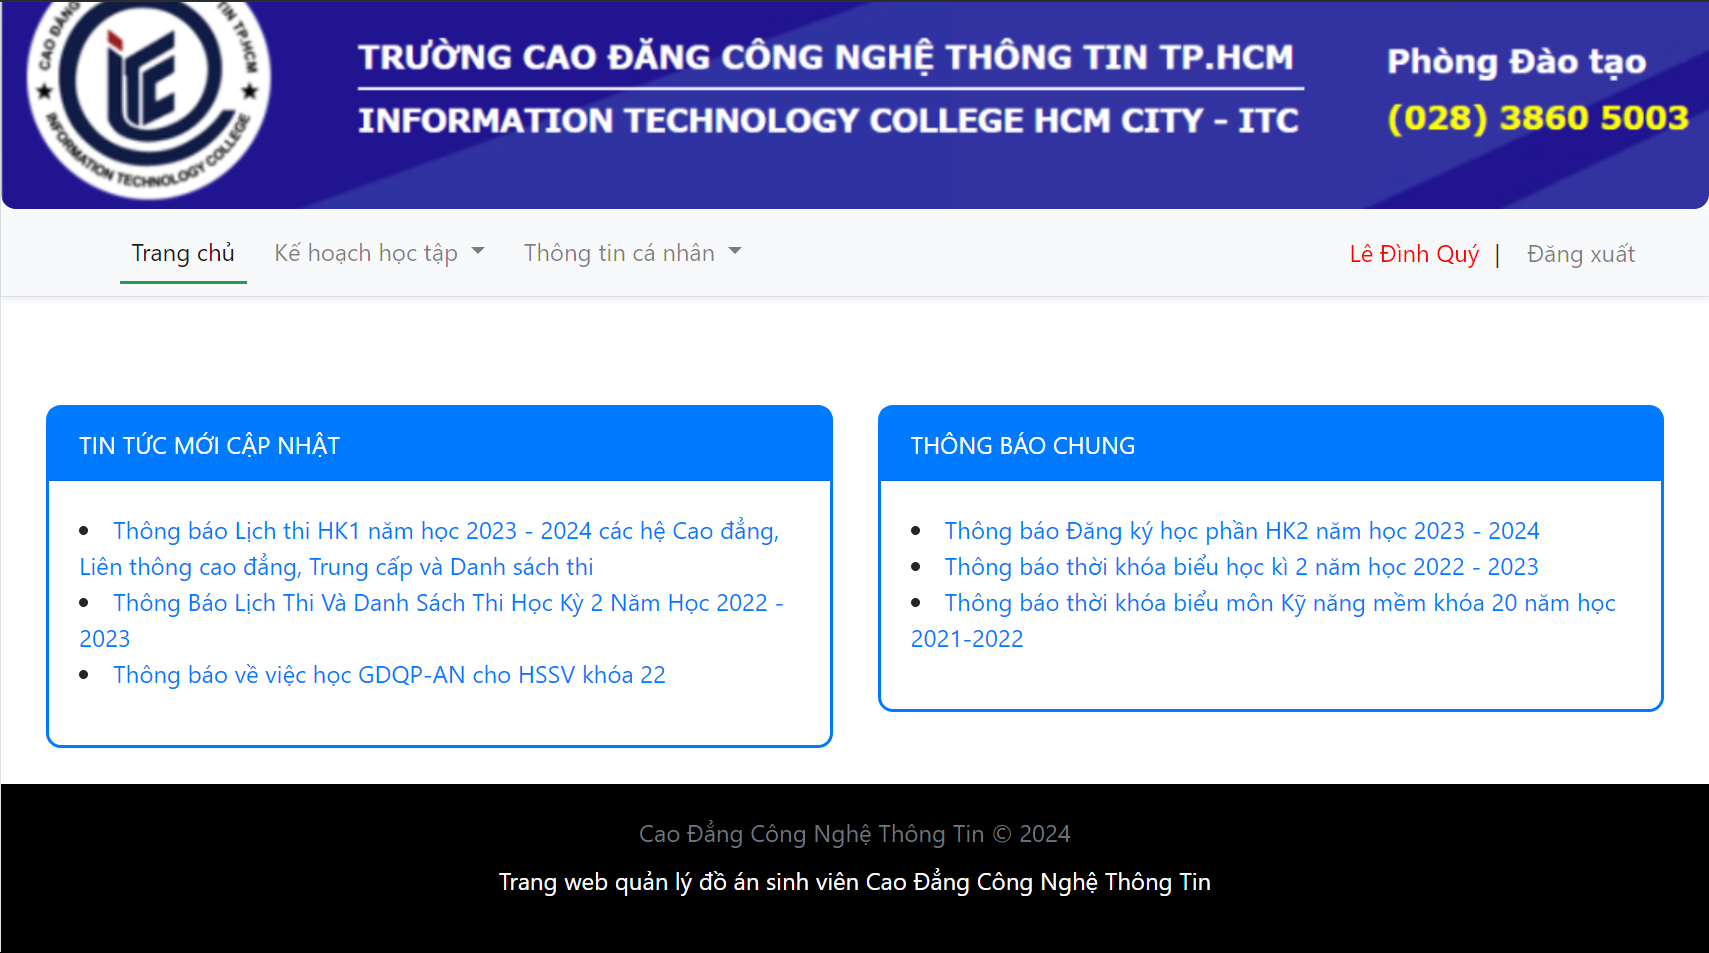 CAO ĐẲNG
TIN TP.HCM
INFORMATION TECHNOLOGY COLLEGE
iTC
TRƯỜNG CAO ĐĂNG CÔNG NGHỆ THÔNG TIN TP.HCM
INFORMATION TECHNOLOGY COLLEGE HCM CITY - ITC
Phòng Đào tạo
(028) 3860 5003
Trang chủ
Kế hoạch học tập
Thông tin cá nhân
Lê Đình Quý |
Đăng xuất
TIN TỨC MỚI CẬP NHẬT
Thông báo Lịch thi HK1 năm học 2023 - 2024 các hệ Cao đẳng,
Liên thông cao đẳng, Trung cấp và Danh sách thi
Thông Báo Lịch Thi Và Danh Sách Thi Học Kỳ 2 Năm Học 2022 -
2023
Thông báo về việc học GDQP-AN cho HSSV khóa 22
THÔNG BÁO CHUNG
Thông báo Đăng ký học phần HK2 năm học 2023 - 2024
Thông báo thời khóa biểu học kì 2 năm học 2022 - 2023
Thông báo thời khóa biểu môn Kỹ năng mềm khóa 20 năm học
2021-2022
Cao Đẳng Công Nghệ Thông Tin © 2024
Trang web quản lý đồ án sinh viên Cao Đẳng Công Nghệ Thông Tin